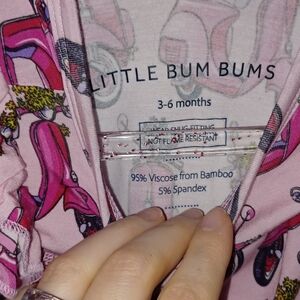 LITTLE BUM BUMS
3-6 months
WEAR SNUG-FITTING
NOT FLAME RESISTANT
95% Viscose from Bamboo
5% Spandex